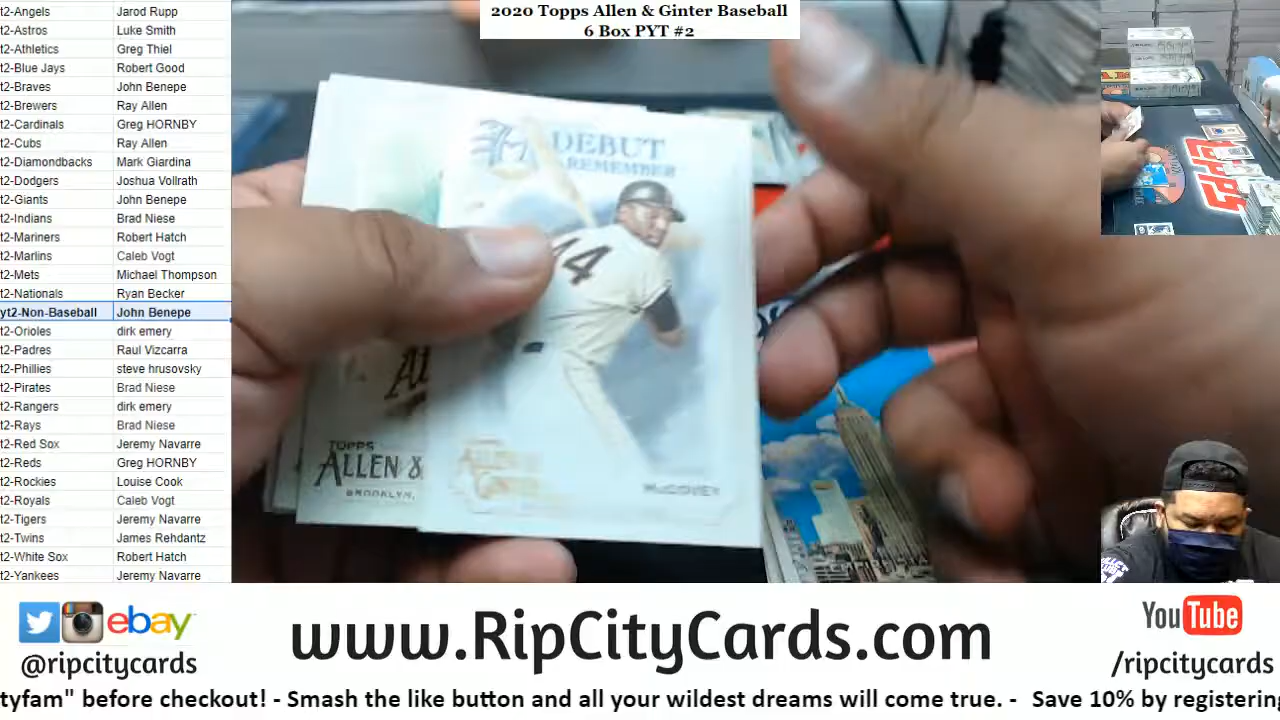 2020 Topps Allen & Ginter Baseball
6 Box PYT #2
t2-Angels Jarod Rupp
t2-Astros Luke Smith
t2-Athletics Greg Thiel
t2-Blue Jays Robert Good
t2-Braves John Benepe
t2-Brewers Ray Allen
t2-Cardinals Greg HORNBY
t2-Cubs Ray Allen
t2-Diamondbacks Mark Giardina
t2-Dodgers Joshua Vollrath
t2-Giants John Benepe
t2-Indians Brad Niese
t2-Mariners Robert Hatch
t2-Marlins Caleb Vogt
t2-Mets Michael Thompson
t2-Nationals Ryan Becker
yt2-Non-Baseball John Benepe
t2-Orioles dirk emery
t2-Padres Raul Vizcarra
t2-Phillies steve hrusovsky
t2-Pirates Brad Niese
t2-Rangers dirk emery
t2-Rays Brad Niese
t2-Red Sox Jeremy Navarre
t2-Reds Greg HORNBY
t2-Rockies Louise Cook
t2-Royals Caleb Vogt
t2-Tigers Jeremy Navarre
t2-Twins James Rehdantz
t2-White Sox Robert Hatch
t2-Yankees Jeremy Navarre
A DEBUT
REMEMBER
44
McCOVEY
TOPPS
ALLEN &
BROOKLYN,
TOPPS
ebay
@ripcitycards
www.RipCityCards.com
YouTube
/ripcitycards
tyfam" before checkout! - Smash the like button and all your wildest dreams will come true. - Save 10% by registering